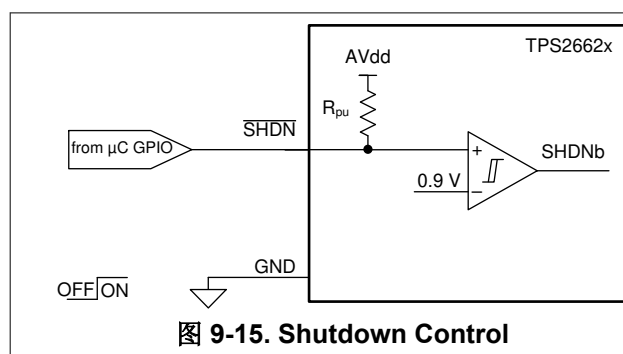 TPS2662x
AVdd
Rpu
from µC GPIO
SHDN
+
SHDNb
0.9 V
−
GND
OFF ON
图 9-15. Shutdown Control